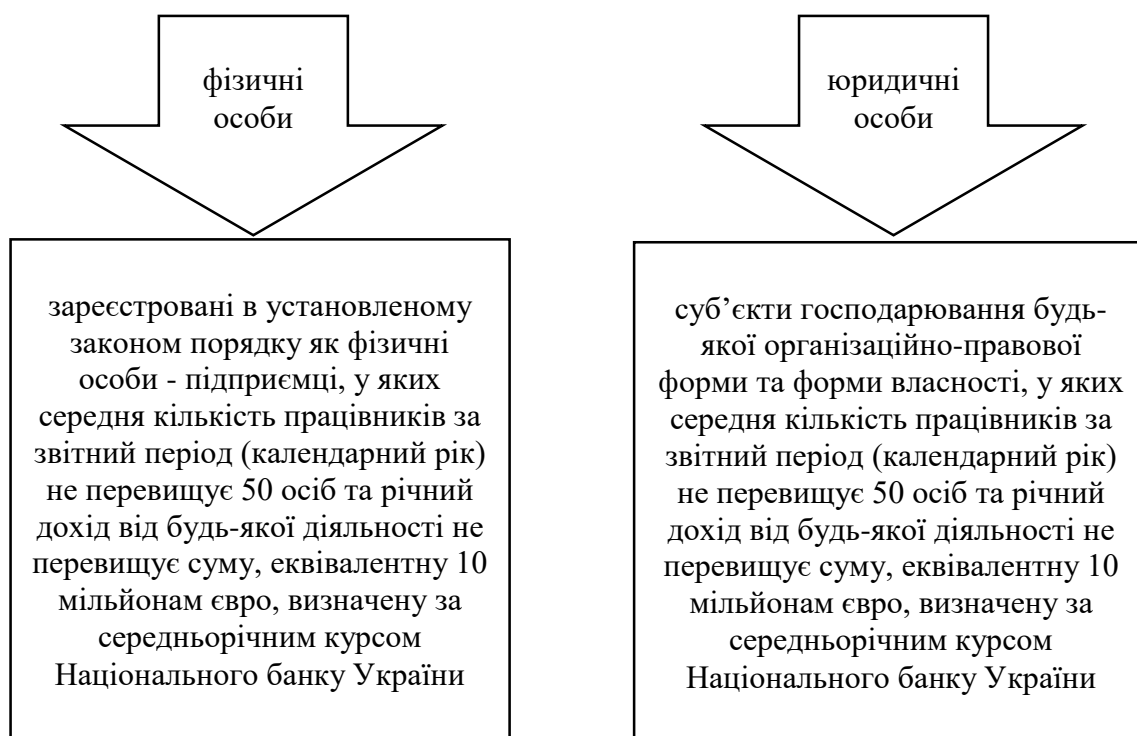 фізичні
особи
зареєстровані в установленому
законом порядку як фізичні
особи - підприємці, у яких
середня кількість працівників за
звітний період (календарний рік)
не перевищує 50 осіб та річний
дохід від будь-якої діяльності не
перевищує суму, еквівалентну 10
мільйонам євро, визначену за
середньорічним курсом
Національного банку України
юридичні
особи
суб’єкти господарювання будь-
якої організаційно-правової
форми та форми власності, у яких
середня кількість працівників за
звітний період (календарний рік)
не перевищує 50 осіб та річний
дохід від будь-якої діяльності не
перевищує суму, еквівалентну 10
мільйонам євро, визначену за
середньорічним курсом
Національного банку України